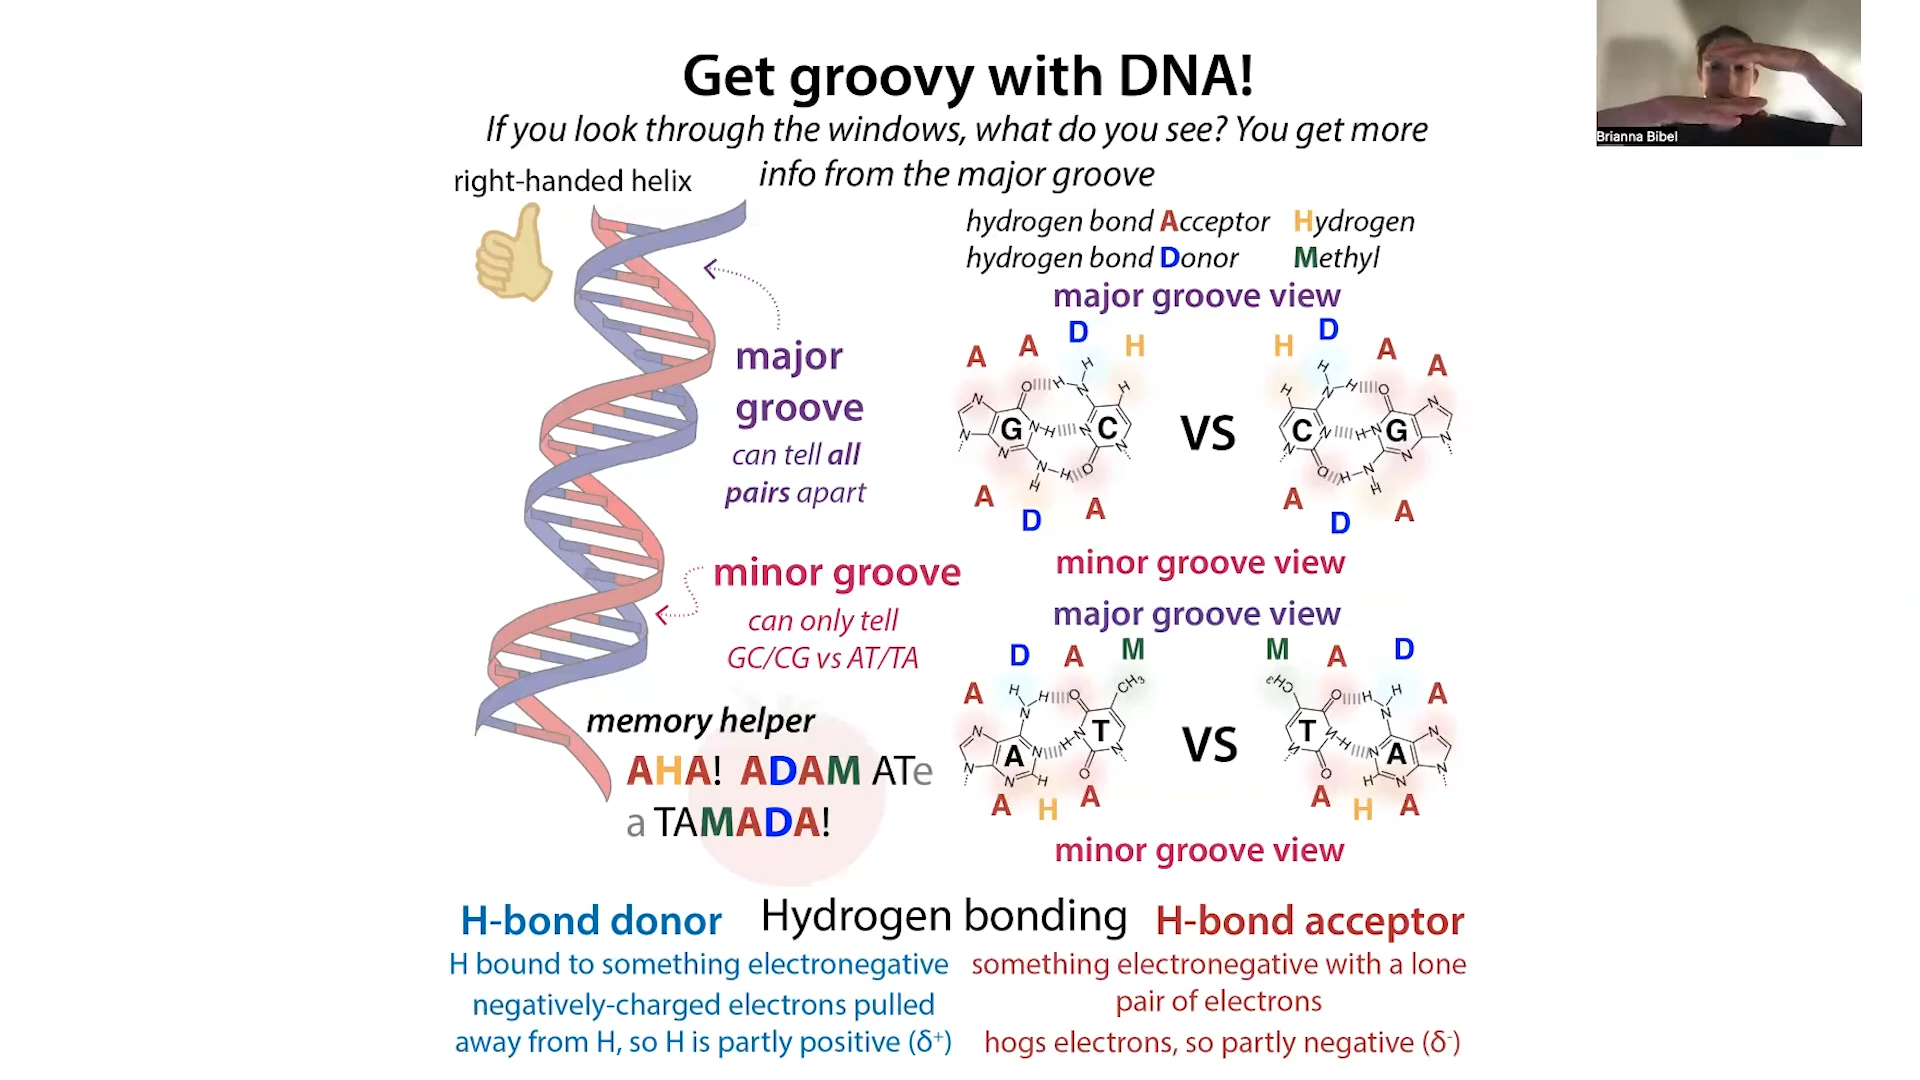 Get groovy with DNA!
If you look through the windows, what do you see? You get more
info from the major groove
right-handed helix
Brianna Bibel
hydrogen bond Acceptor Hydrogen
hydrogen bond Donor Methyl
major groove view
A A D H
H D A A
G C
VS
C G
A D A
A D A
minor groove view
major
groove
can tell all
pairs apart
minor groove
can only tell
GC/CG vs AT/TA
major groove view
A D A M
M A D A
CH3
CH3
A T
VS
T A
A H A
A H A
minor groove view
memory helper
AHA! ADAM ATe
a TAMADA!
Hydrogen bonding
H-bond donor
H bound to something electronegative
negatively-charged electrons pulled
away from H, so H is partly positive (δ+)
H-bond acceptor
something electronegative with a lone
pair of electrons
hogs electrons, so partly negative (δ-)